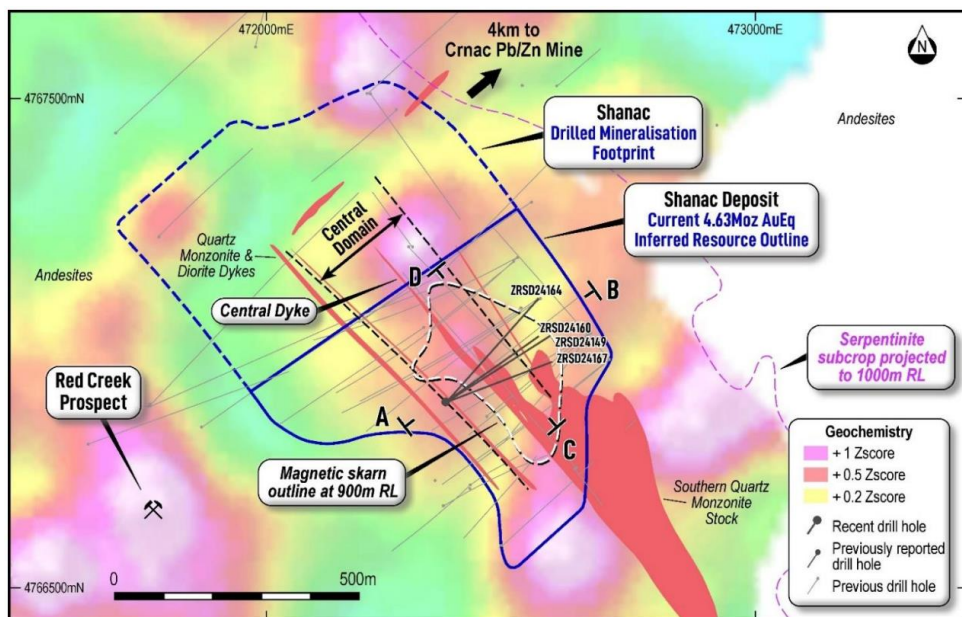 472000mE
473000mE
4km to
Crnac Pb/Zn Mine
N
4767500mN
Shanac
Drilled Mineralisation
Footprint
Andesites
Shanac Deposit
Current 4.63Moz AuEq
Inferred Resource Outline
Central
Domain
Quartz
Monzonite &
Diorite Dykes
Andesites
D
B
Central Dyke
ZRSD24164
ZRSD24160
ZRSD24149
ZRSD24167
Serpentinite
subcrop projected
to 1000m RL
Red Creek
Prospect
A
C
Magnetic skarn
outline at 900m RL
Southern Quartz
Monzonite
Stock
Geochemistry
+ 1 Zscore
+ 0.5 Zscore
+ 0.2 Zscore
Recent drill hole
Previously reported
drill hole
Previous drill hole
0
500m
4766500mN